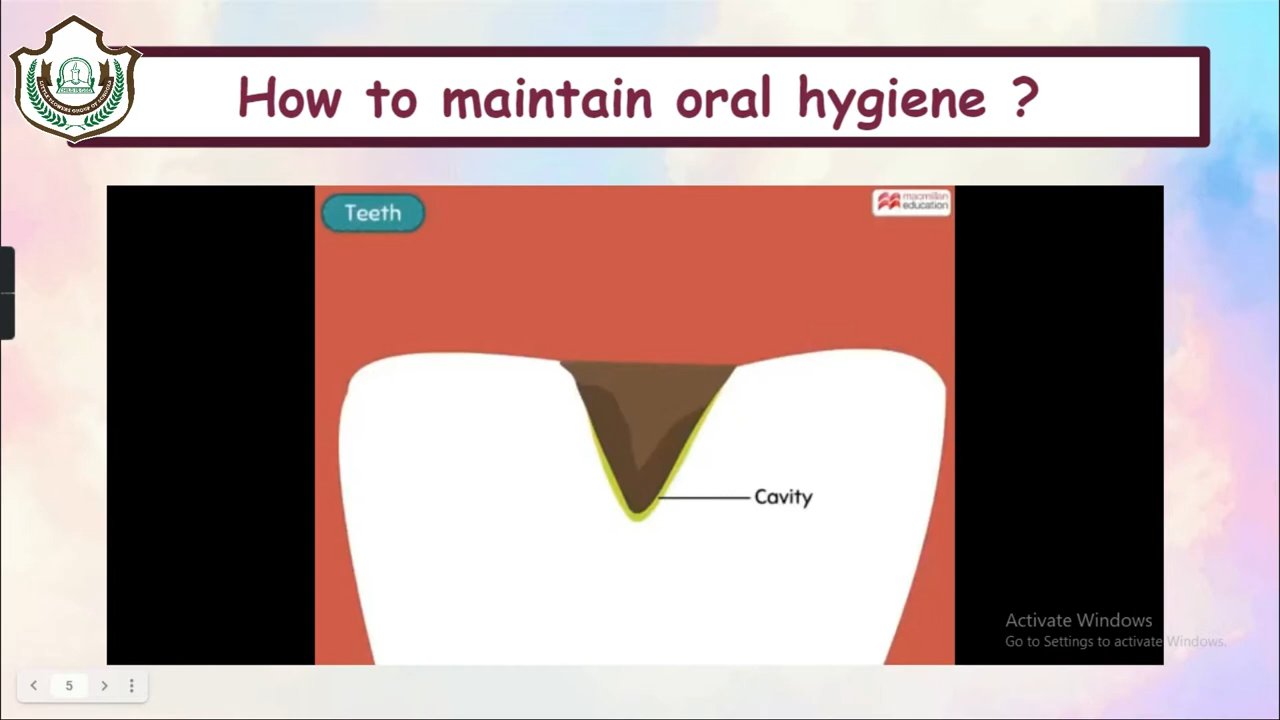 How to maintain oral hygiene ?
Teeth
macmillan
education
Cavity
Activate Windows
Go to Settings to activate Windows.
5